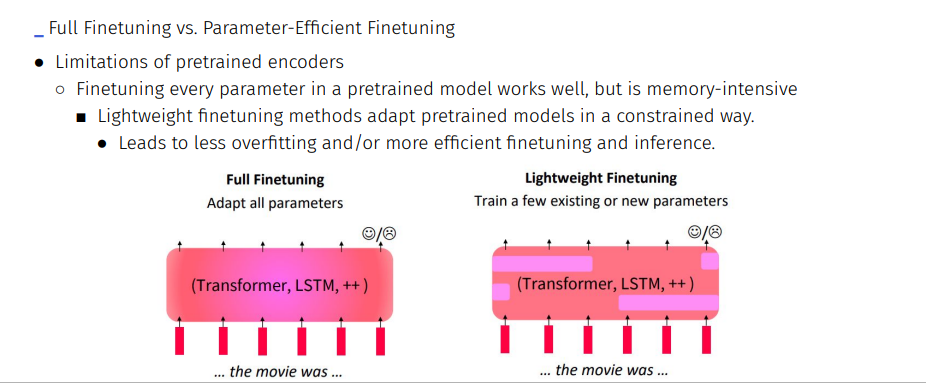 _ Full Finetuning vs. Parameter-Efficient Finetuning
● Limitations of pretrained encoders
○ Finetuning every parameter in a pretrained model works well, but is memory-intensive
■ Lightweight finetuning methods adapt pretrained models in a constrained way.
● Leads to less overfitting and/or more efficient finetuning and inference.
Full Finetuning
Adapt all parameters
☺/☹
(Transformer, LSTM, ++ )
... the movie was ...
Lightweight Finetuning
Train a few existing or new parameters
☺/☹
(Transformer, LSTM, ++ )
... the movie was ...